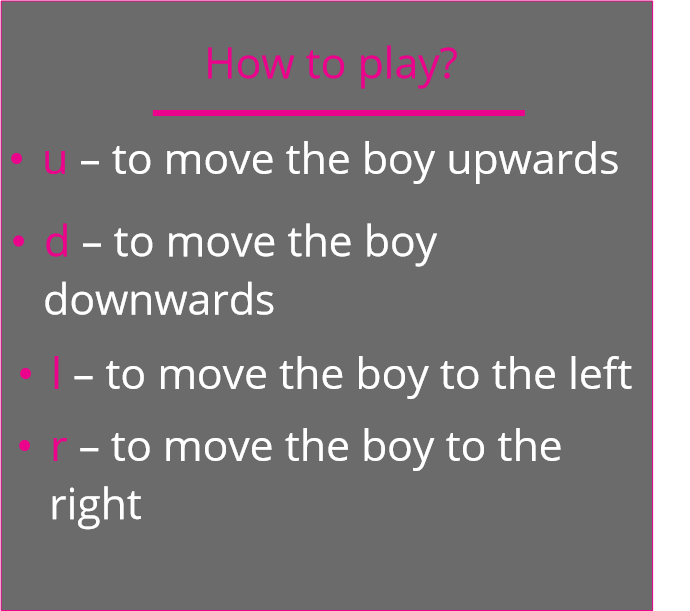 How to play?
• u – to move the boy upwards
• d – to move the boy
downwards
• l – to move the boy to the left
• r – to move the boy to the
right